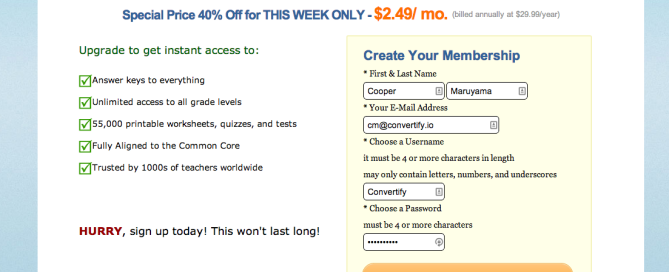 Special Price 40% Off for THIS WEEK ONLY - $2.49/ mo. (billed annually at $29.99/year)
Upgrade to get instant access to:
Answer keys to everything
Unlimited access to all grade levels
55,000 printable worksheets, quizzes, and tests
Fully Aligned to the Common Core
Trusted by 1000s of teachers worldwide
HURRY, sign up today! This won't last long!
Create Your Membership
* First & Last Name
Cooper Maruyama
* Your E-Mail Address
cm@convertify.io
* Choose a Username
it must be 4 or more characters in length
may only contain letters, numbers, and underscores
Convertify
* Choose a Password
must be 4 or more characters
••••••••••